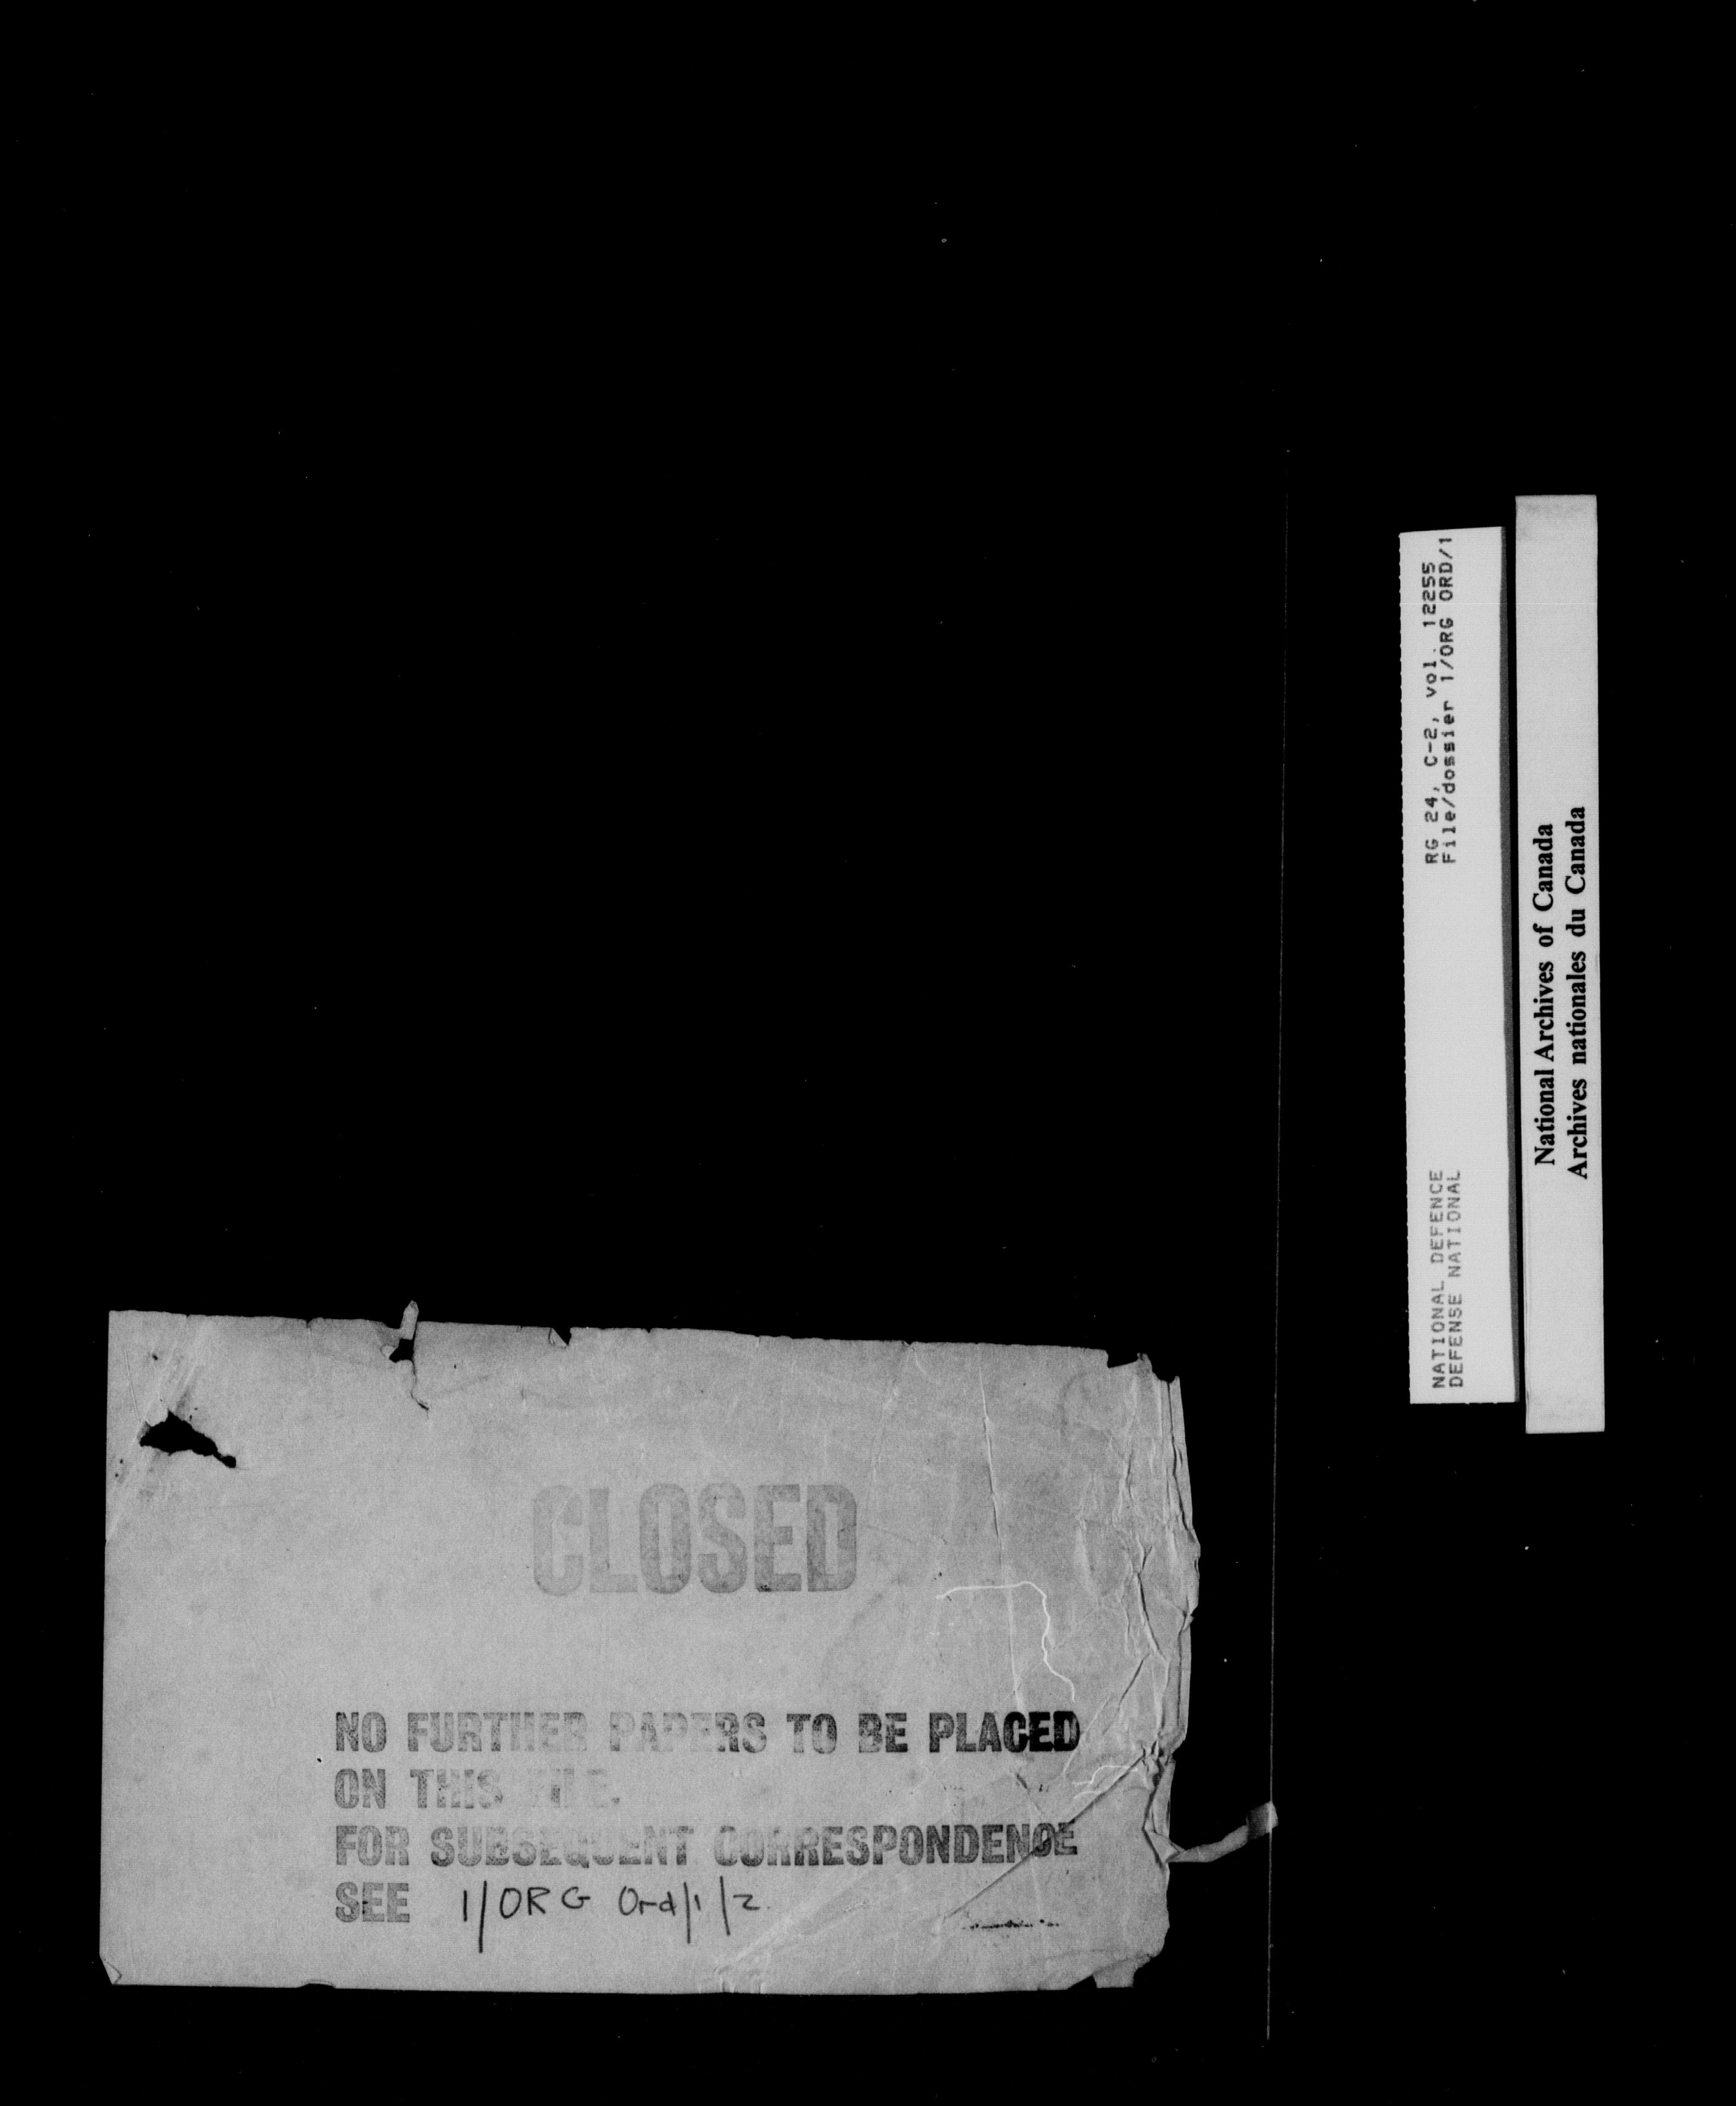 CLOSED
NO FURTHER PAPERS TO BE PLACED
ON THIS FILE.
FOR SUBSEQUENT CORRESPONDENCE
SEE 1/ORG Ord/1/2
NATIONAL DEFENCE RG 24, C-2, vol. 12255
DEFENSE NATIONAL File/dossier 1/ORG ORD/1
National Archives of Canada
Archives nationales du Canada